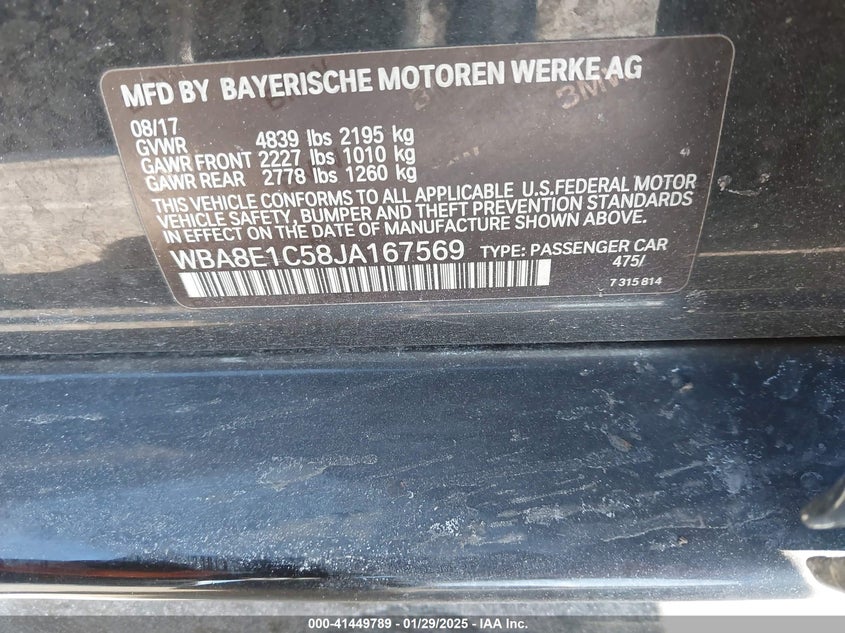 MFD BY BAYERISCHE MOTOREN WERKE AG
08/17
GVWR 4839 lbs 2195 kg
GAWR FRONT 2227 lbs 1010 kg
GAWR REAR 2778 lbs 1260 kg
THIS VEHICLE CONFORMS TO ALL APPLICABLE U.S.FEDERAL MOTOR
VEHICLE SAFETY, BUMPER AND THEFT PREVENTION STANDARDS
IN EFFECT ON THE DATE OF MANUFACTURE SHOWN ABOVE.
WBA8E1C58JA167569 TYPE: PASSENGER CAR
475/
7 315 814
000-41449789 - 01/29/2025 - IAA Inc.